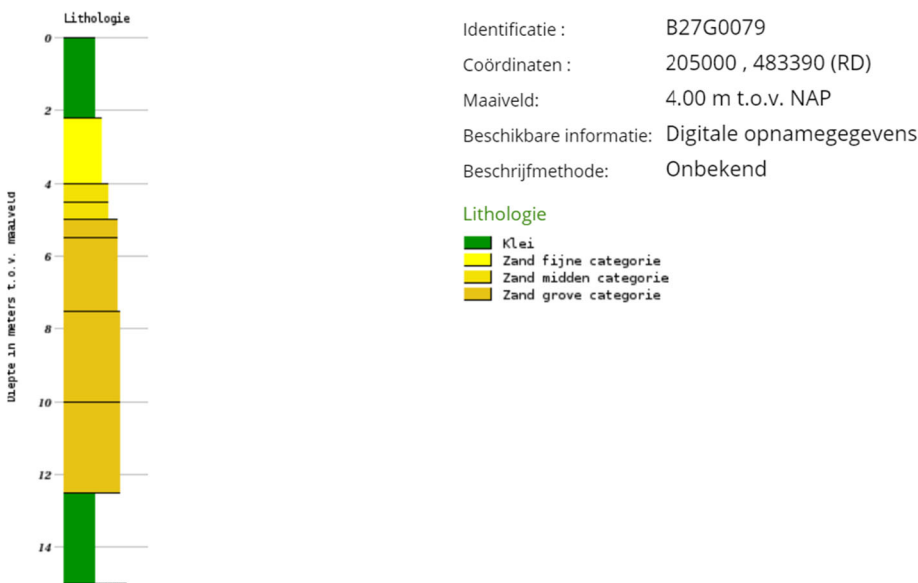 Lithologie
0
2
4
6
8
10
12
14
Diepte in meters t.o.v. maaiveld
Identificatie : B27G0079
Coördinaten : 205000 , 483390 (RD)
Maaiveld: 4.00 m t.o.v. NAP
Beschikbare informatie: Digitale opnamegegevens
Beschrijfmethode: Onbekend
Lithologie
Klei
Zand fijne categorie
Zand midden categorie
Zand grove categorie